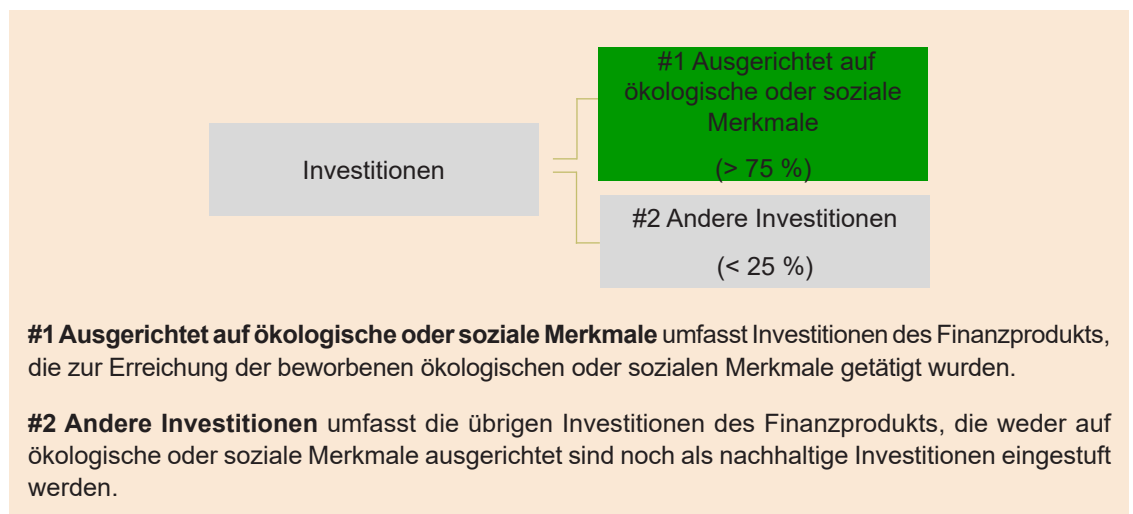 #1 Ausgerichtet auf
ökologische oder soziale
Merkmale
(> 75 %)
Investitionen
#2 Andere Investitionen
(< 25 %)
#1 Ausgerichtet auf ökologische oder soziale Merkmale umfasst Investitionen des Finanzprodukts,
die zur Erreichung der beworbenen ökologischen oder sozialen Merkmale getätigt wurden.
#2 Andere Investitionen umfasst die übrigen Investitionen des Finanzprodukts, die weder auf
ökologische oder soziale Merkmale ausgerichtet sind noch als nachhaltige Investitionen eingestuft
werden.